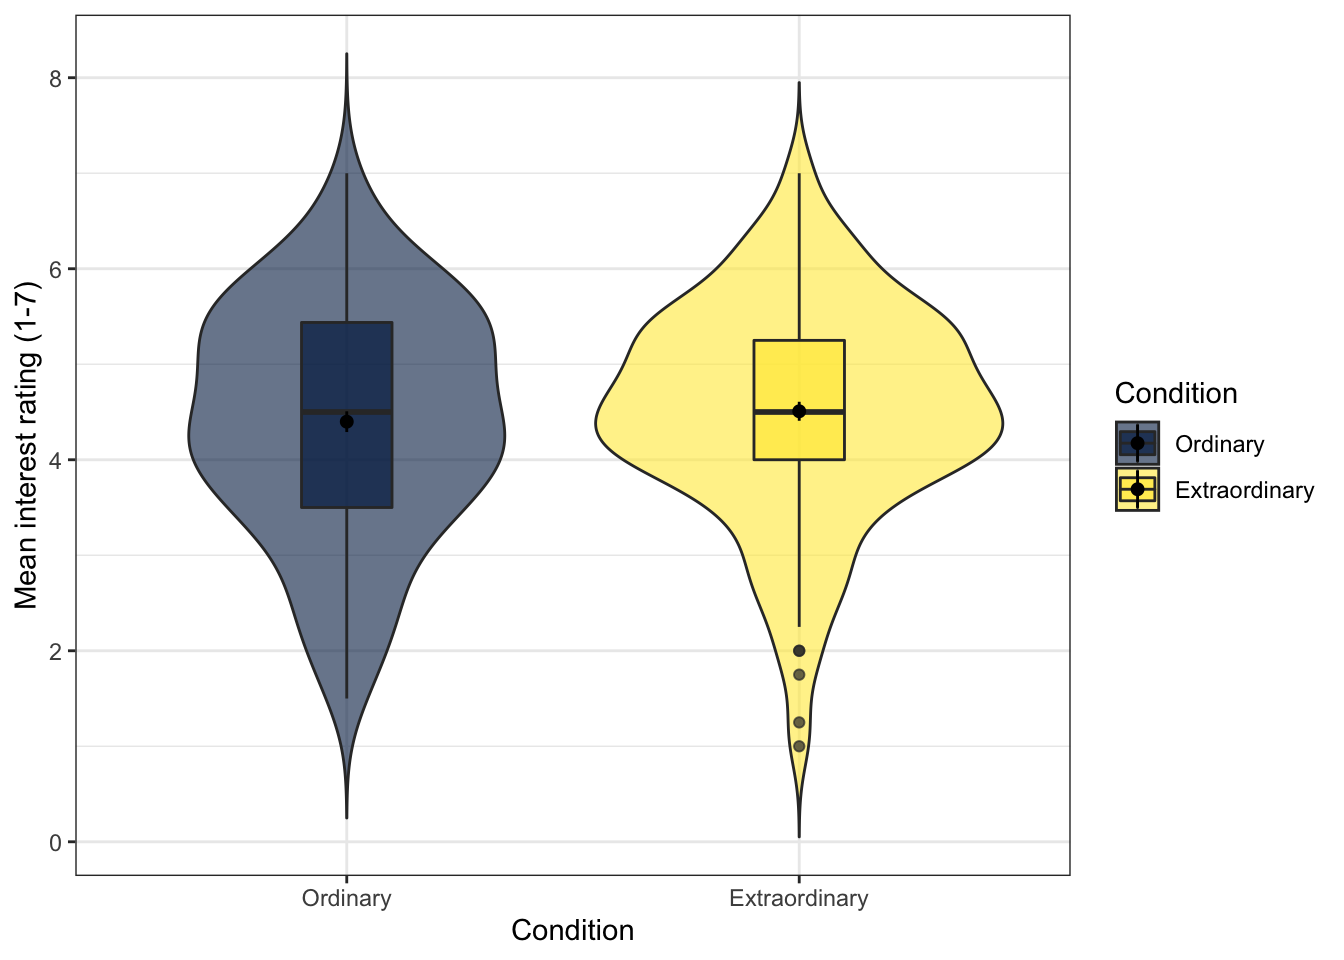 Mean interest rating (1-7)
8
6
4
2
0
Ordinary
Extraordinary
Condition
Condition
Ordinary
Extraordinary